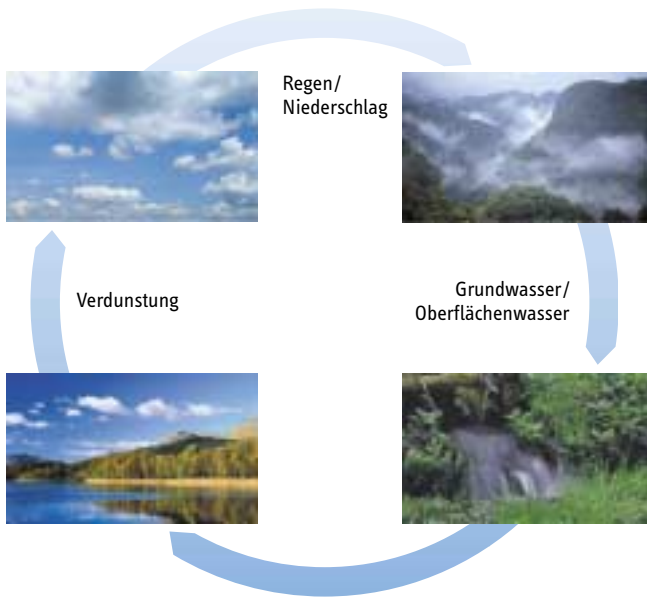 Regen/
Niederschlag
Verdunstung
Grundwasser/
Oberflächenwasser